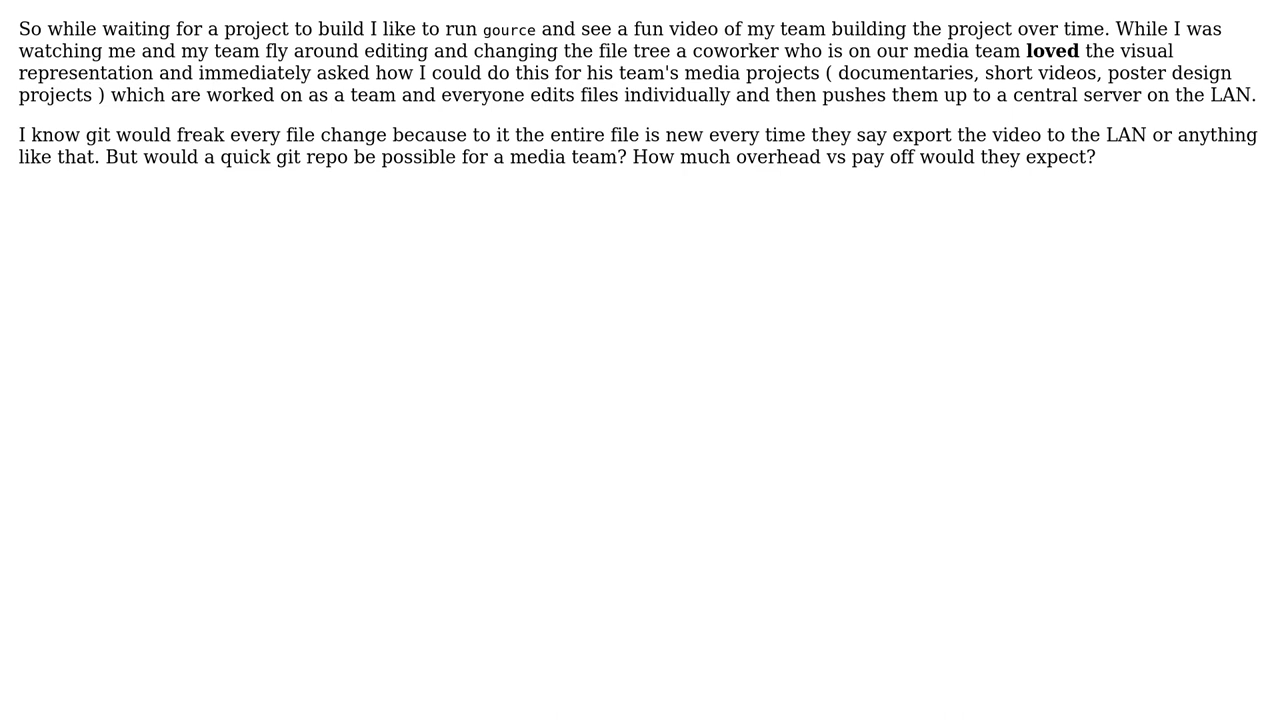 So while waiting for a project to build I like to run gource and see a fun video of my team building the project over time. While I was
watching me and my team fly around editing and changing the file tree a coworker who is on our media team loved the visual
representation and immediately asked how I could do this for his team's media projects ( documentaries, short videos, poster design
projects ) which are worked on as a team and everyone edits files individually and then pushes them up to a central server on the LAN.
I know git would freak every file change because to it the entire file is new every time they say export the video to the LAN or anything
like that. But would a quick git repo be possible for a media team? How much overhead vs pay off would they expect?